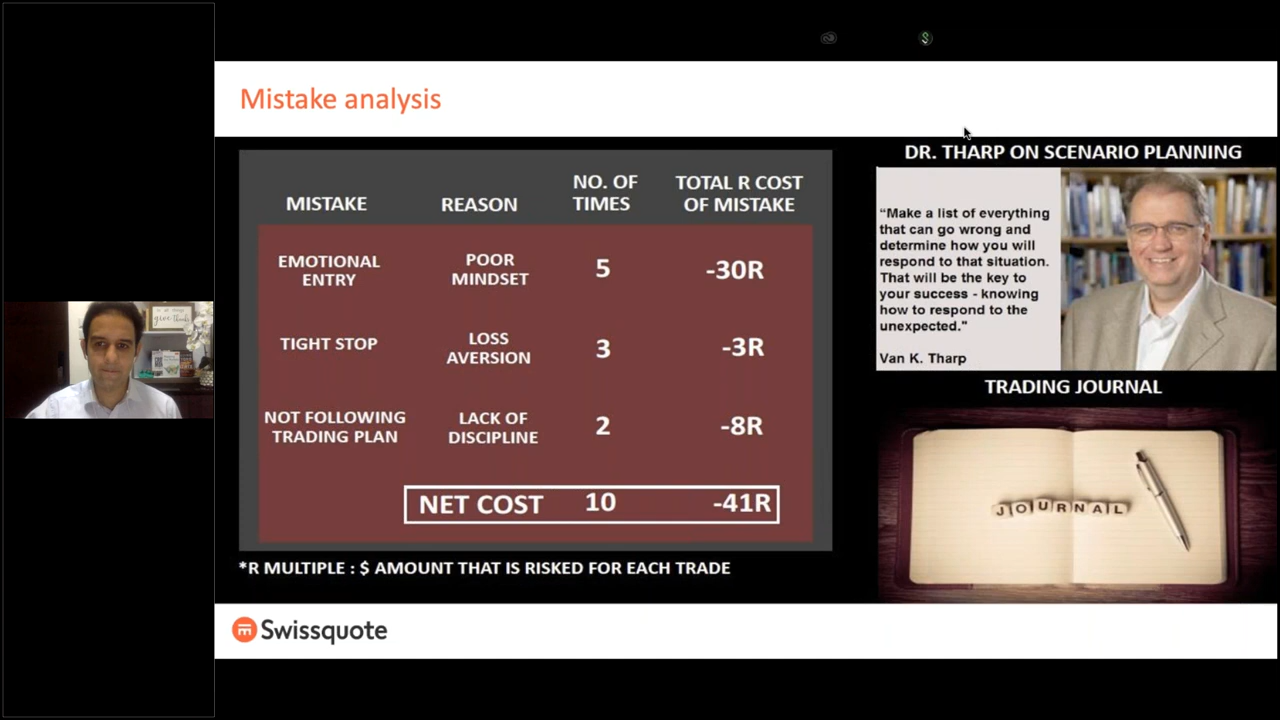 Mistake analysis
MISTAKE
REASON
NO. OF
TIMES
TOTAL R COST
OF MISTAKE
EMOTIONAL
ENTRY
POOR
MINDSET
5
-30R
TIGHT STOP
LOSS
AVERSION
3
-3R
NOT FOLLOWING
TRADING PLAN
LACK OF
DISCIPLINE
2
-8R
NET COST 10 -41R
*R MULTIPLE : $ AMOUNT THAT IS RISKED FOR EACH TRADE
DR. THARP ON SCENARIO PLANNING
“Make a list of everything
that can go wrong and
determine how you will
respond to that situation.
That will be the key to
your success - knowing
how to respond to the
unexpected."
Van K. Tharp
TRADING JOURNAL
JOURNAL
Swissquote
give thanks